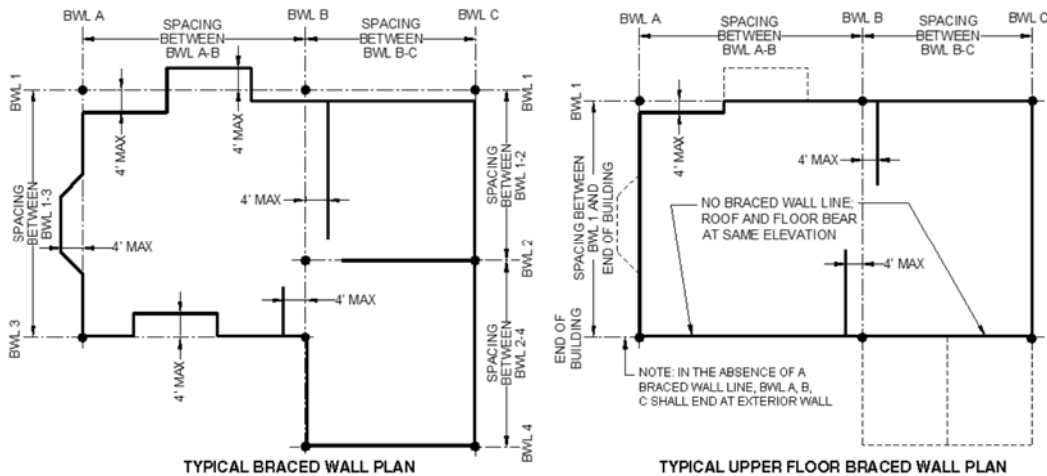 BWL A
BWL B
BWL C
SPACING
BETWEEN
BWL A-B
SPACING
BETWEEN
BWL B-C
BWL 1
BWL 1
4' MAX
4' MAX
SPACING
BETWEEN
BWL 1-3
SPACING
BETWEEN
BWL 1-2
4' MAX
4' MAX
BWL 2
4' MAX
BWL 3
4' MAX
SPACING
BETWEEN
BWL 2-4
BWL 4
TYPICAL BRACED WALL PLAN
BWL A
BWL B
BWL C
SPACING
BETWEEN
BWL A-B
SPACING
BETWEEN
BWL B-C
BWL 1
4' MAX
4' MAX
SPACING BETWEEN
BWL 1 AND
END OF BUILDING
NO BRACED WALL LINE;
ROOF AND FLOOR BEAR
AT SAME ELEVATION
4' MAX
END OF
BUILDING
NOTE: IN THE ABSENCE OF A
BRACED WALL LINE, BWL A, B,
C SHALL END AT EXTERIOR WALL
TYPICAL UPPER FLOOR BRACED WALL PLAN